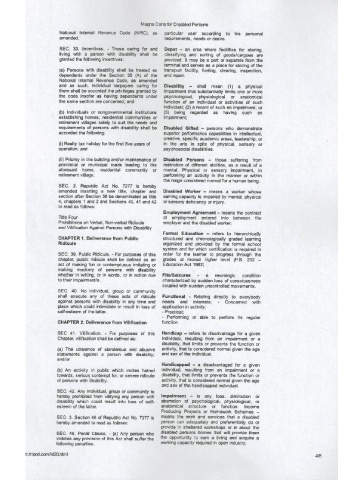 Magna Carta for Disabled Persons
National Internal Revenue Code (NIRC), as
amended.
SEC. 33. Incentives. - Those caring for and
living with a person with disability shall be
granted the following incentives:
(a) Persons with disability shall be treated as
dependents under the Section 35 (A) of the
National Internal Revenue Code, as amended
and as such, individual taxpayers caring for
them shall be accorded the privileges granted by
the code insofar as having dependents under
the same section are concerned; and
(b) Individuals or nongovernmental institutions
establishing homes, residential communities or
retirement villages solely to suit the needs and
requirements of persons with disability shall be
accorded the following:
(i) Realty tax holiday for the first five years of
operation; and
(ii) Priority in the building and/or maintenance of
provincial or municipal roads leading to the
aforesaid home, residential community or
retirement village.
SEC. 2. Republic Act No. 7277 is hereby
amended inserting a new title, chapter and
section after Section 38 to be denominated as title
4, chapters 1 and 2 and Sections 40, 41 and 42
to read as follows:
Title Four
Prohibitions on Verbal, Non-verbal Ridicule
and Vilification Against Persons with Disability
CHAPTER 1. Deliverance from Public
Ridicule
SEC. 39. Public Ridicule. - For purposes of this
chapter, public ridicule shall be defined as an
act of making fun or contemptuous imitating or
making mockery of persons with disability
whether in writing, or in words, or in action due
to their impairment/s.
SEC. 40. No individual, group or community
shall execute any of these acts of ridicule
against persons with disability in any time and
place which could intimidate or result in loss of
self-esteem of the latter.
CHAPTER 2. Deliverance from Vilification
SEC 41. Vilification. - For purposes of this
Chapter, vilification shall be defined as:
(a) The utterance of slanderous and abusive
statements against a person with disability;
and/or
(b) An activity in public which incites hatred
towards, serious contempt for, or severe ridicule
of persons with disability.
SEC. 42. Any individual, group or community is
hereby prohibited from vilifying any person with
disability which could result into loss of self-
esteem of the latter.
SEC. 3. Section 46 of Republic Act No. 7277 is
hereby amended to read as follows:
SEC. 46. Penal Clause. - (a) Any person who
violates any provision of this Act shall suffer the
following penalties:
particular user according to his personal
requirements, needs or desire.
Depot - an area where facilities for storing,
classifying and sorting of goods/cargoes are
provided. It may be a part or separate from the
terminal and serves as a place for storing of the
transport facility, fueling, cleaning, inspection,
and repair.
Disability - shall mean (1) a physical
impairment that substantially limits one or more
psychological, physiological or anatomical
function of an individual or activities of such
individual; (2) a record of such an impairment; or
(3) being regarded as having such an
impairment.
Disabled Gifted - persons who demonstrate
superior performance capabilities in intellectual,
creative, specific academic areas, leadership, or
in the arts in spite of physical, sensory or
psychosocial disabilities.
Disabled Persons - those suffering from
restriction of different abilities, as a result of a
mental, Physical or sensory impairment, to
performing an activity in the manner or within
the range considered normal for a human being.
Disabled Worker - means a worker whose
earning capacity is impaired by mental, physical
or sensory deficiency or injury.
Employment Agreement - means the contract
of employment entered into between the
employer and the disabled worker.
Formal Education - refers to hierarchically
structured and chronologically graded learning
organized and provided by the formal school
system and for which certification is required in
order for the learner to progress through the
grades or moved higher level (P.B. 232 -
Education Act 1982)
Fits/Seizures - a neurologic condition
characterized by sudden loss of consciousness
coupled with sudden uncontrolled movements.
Functional - Relating directly to everybody
needs and interests. - Concerned with
application in activity;
- Practical;
- Performing or able to perform its regular
function
Handicap - refers to disadvantage for a given
individual, resulting from an impairment or a
disability, that limits or prevents the function or
activity, that is considered normal given the age
and sex of the individual.
Handicapped - a disadvantaged for a given
individual, resulting from an impairment or a
disability, that limits or prevents the function or
activity, that is considered normal given the age
and sex of the handicapped individual.
Impairment - is any loss, diminution or
aberration of psychological, physiological, or
anatomical structure or function. Income
Producing Projects or Homework Schemes -
means the work and services that a disabled
person can adequately and preferentially do or
provide in sheltered workshops or in about the
disabled persons homes that will provide them
the opportunity to earn a living and acquire a
working capacity required in open industry.